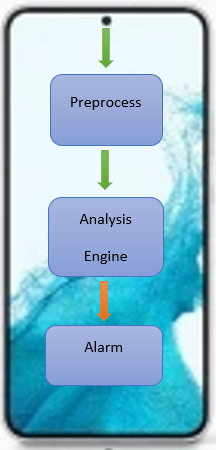 Preprocess
Analysis
Engine
Alarm